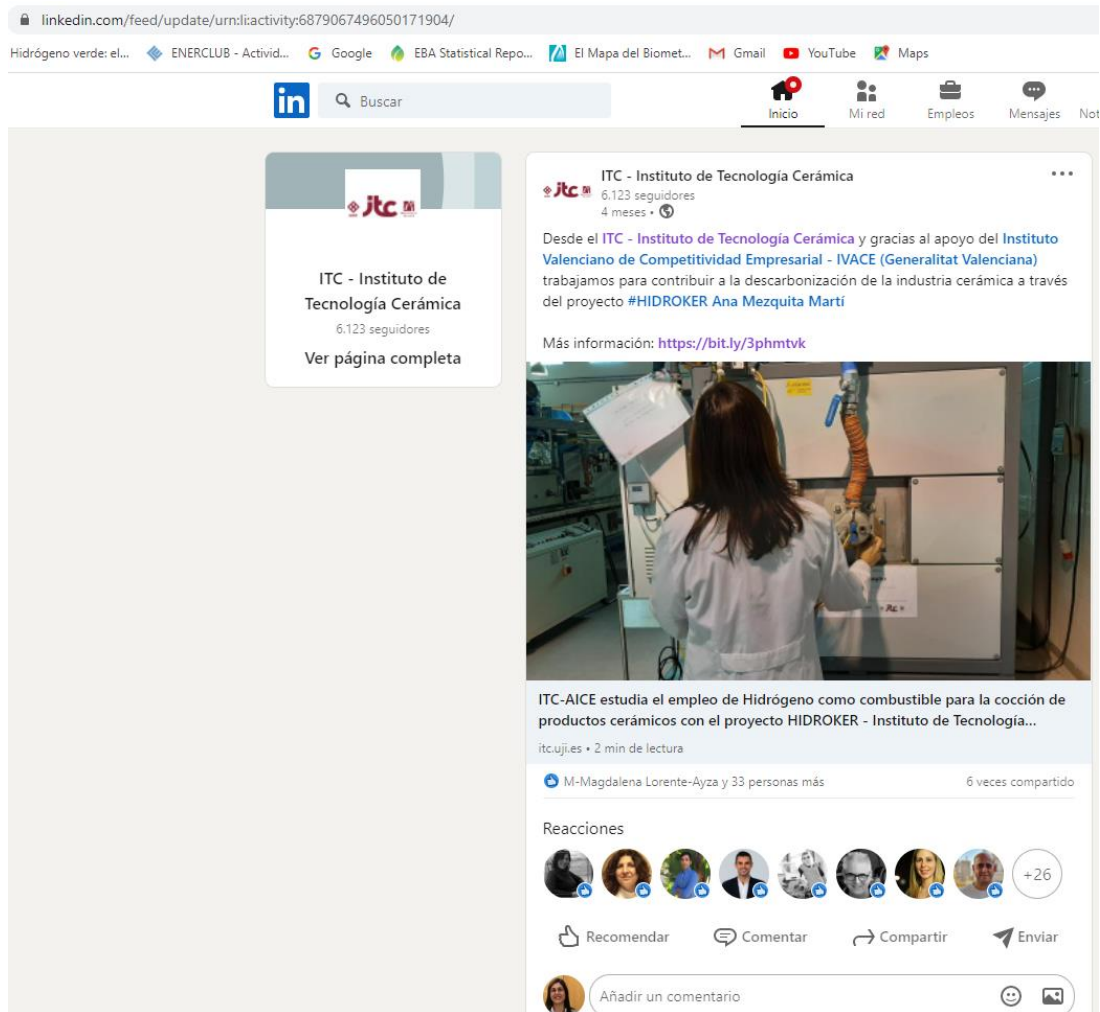 linkedin.com/feed/update/urn:li:activity:6879067496050171904/
Hidrógeno verde: el... ENERCLUB - Activid... Google EBA Statistical Repo... El Mapa del Biomet... Gmail YouTube Maps
in Buscar
Inicio Mi red Empleos Mensajes Not
itc
ITC - Instituto de
Tecnología Cerámica
6.123 seguidores
Ver página completa
itc
ITC - Instituto de Tecnología Cerámica
6.123 seguidores
4 meses •
Desde el ITC - Instituto de Tecnología Cerámica y gracias al apoyo del Instituto
Valenciano de Competitividad Empresarial - IVACE (Generalitat Valenciana)
trabajamos para contribuir a la descarbonización de la industria cerámica a través
del proyecto #HIDROKER Ana Mezquita Martí
Más información: https://bit.ly/3phmtvk
ITC-AICE estudia el empleo de Hidrógeno como combustible para la cocción de
productos cerámicos con el proyecto HIDROKER - Instituto de Tecnología...
itc.uji.es • 2 min de lectura
M-Magdalena Lorente-Ayza y 33 personas más 6 veces compartido
Reacciones
+26
Recomendar Comentar Compartir Enviar
Añadir un comentario